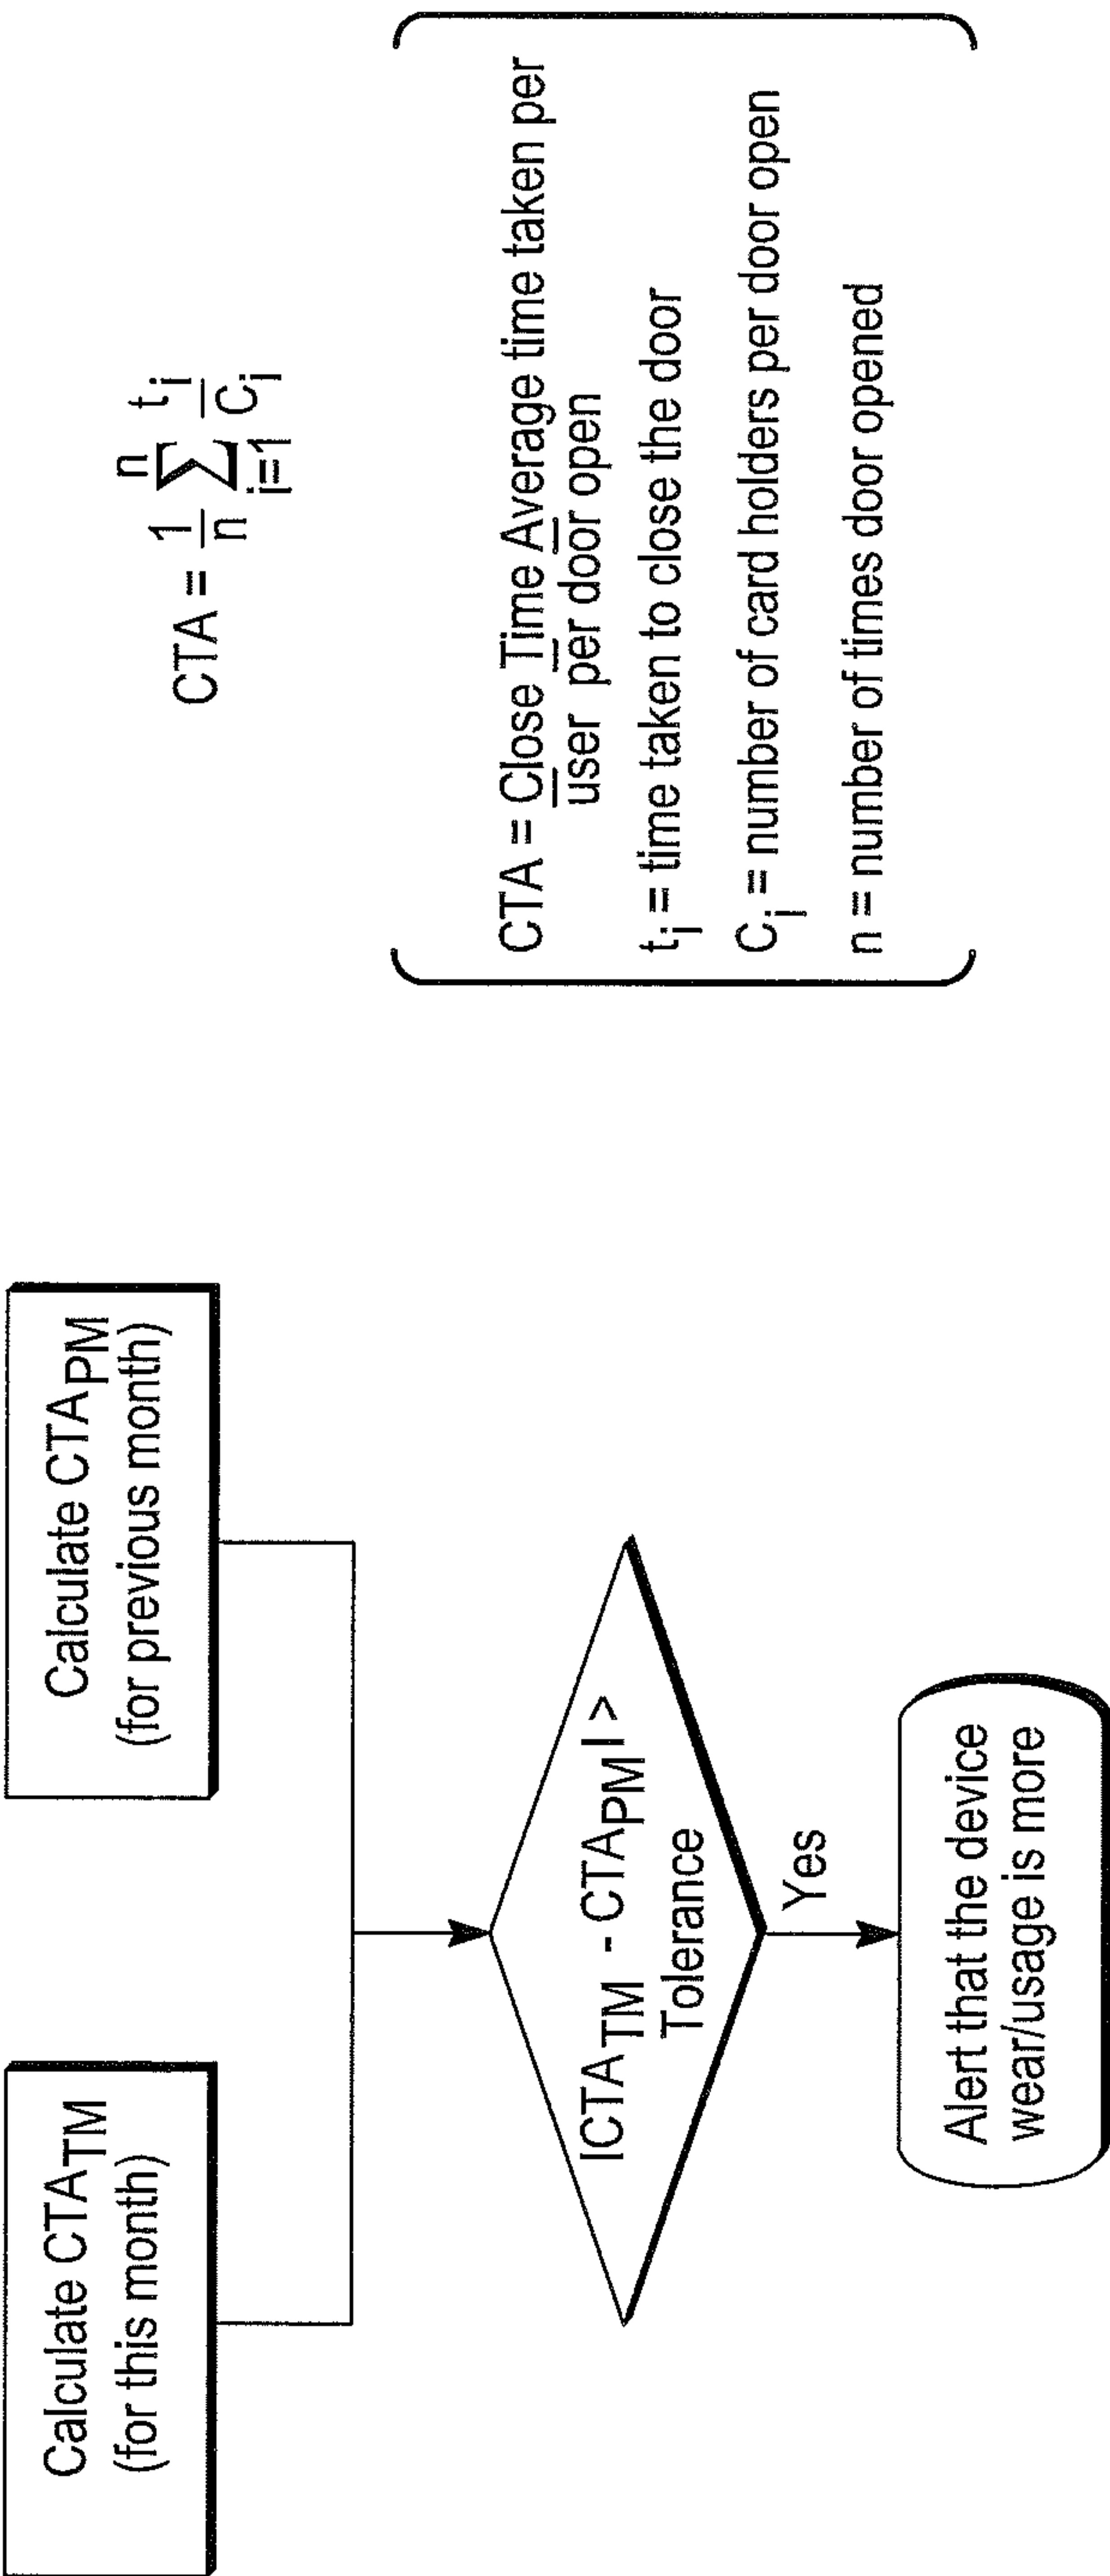 Calculate CTA_TM
(for this month)
Calculate CTA_PM
(for previous month)
|CTA_TM - CTA_PM| >
Tolerance
Yes
Alert that the device
wear/usage is more
CTA = 1/n n∑i=1 t_i/C_i
CTA = Close Time Average time taken per
user per door open
t_i = time taken to close the door
C_i = number of card holders per door open
n = number of times door opened